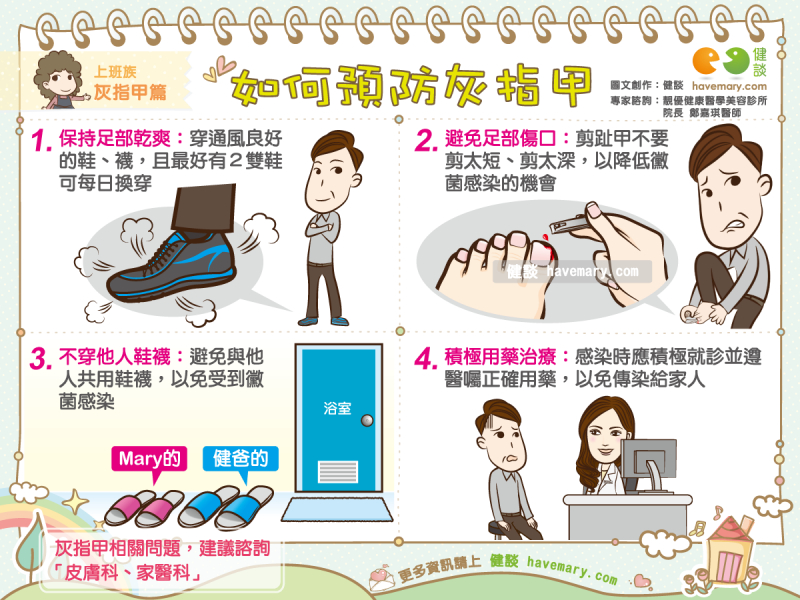 上班族
灰指甲篇
如何預防灰指甲
健談
圖文創作：健談 havemary.com
專家諮詢：靚優健康醫學美容診所
院長 鄭嘉琪醫師
1. 保持足部乾爽：穿通風良好
的鞋、襪，且最好有２雙鞋
可每日換穿
2. 避免足部傷口：剪趾甲不要
剪太短、剪太深，以降低黴
菌感染的機會
健談 havemary.com
3. 不穿他人鞋襪：避免與他
人共用鞋襪，以免受到黴
菌感染
浴室
Mary的
健爸的
4. 積極用藥治療：感染時應積極就診並遵
醫囑正確用藥，以免傳染給家人
灰指甲相關問題，建議諮詢
「皮膚科、家醫科」
更多資訊請上 健談 havemary.com